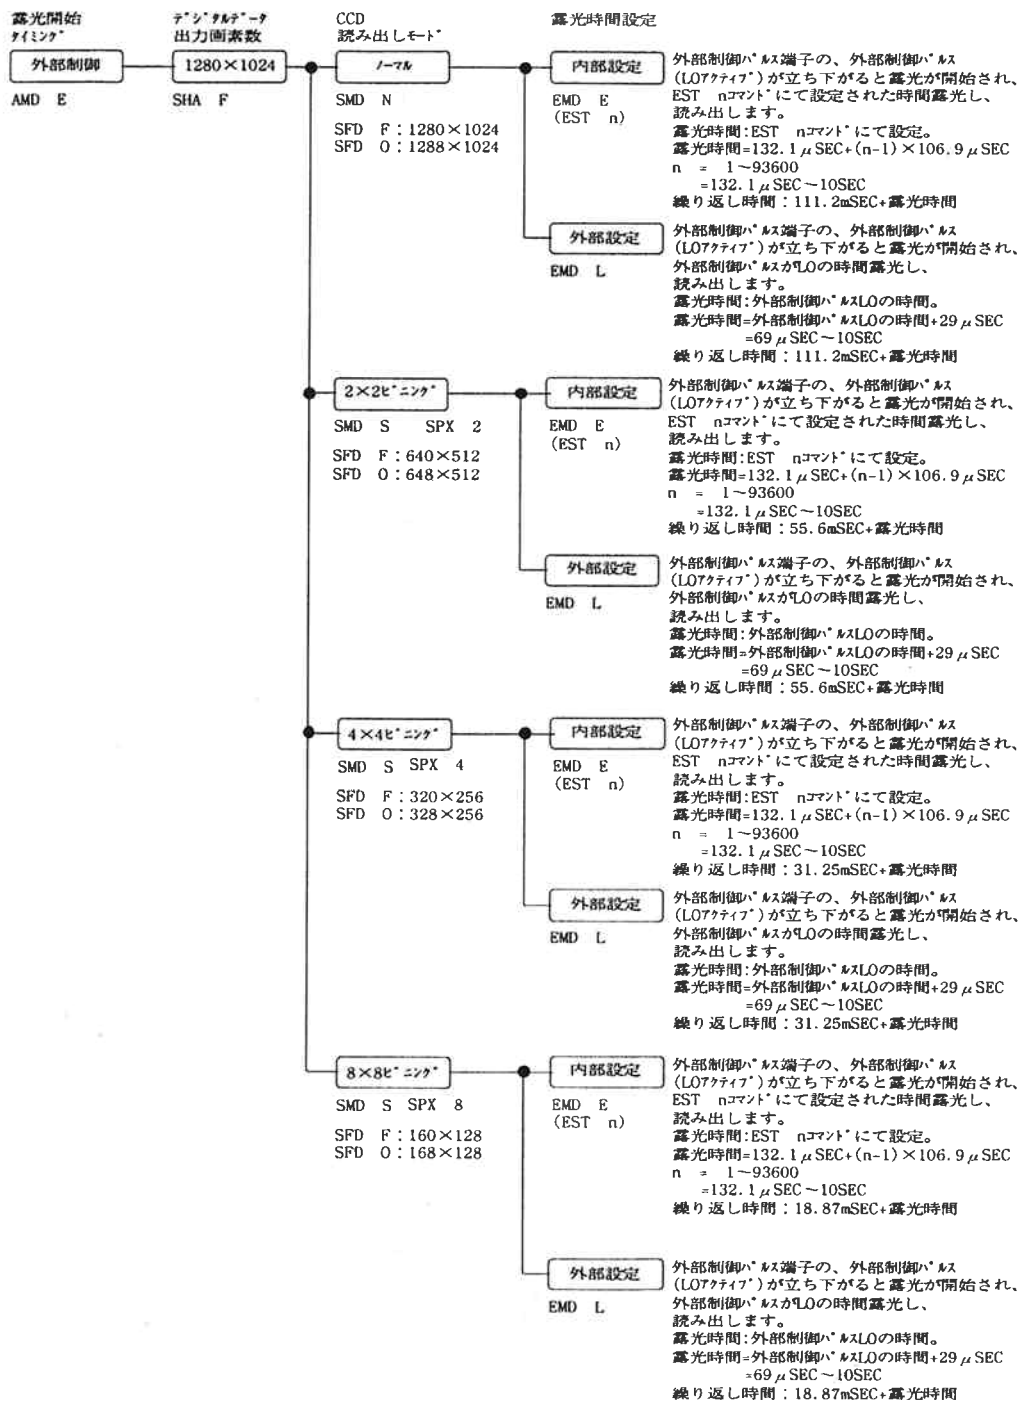 露光開始
タイミング
デジタルデータ
出力画素数
CCD
読み出しモード
露光時間設定
外部制御
AMD E
1280×1024
SHA F
ノーマル
SMD N
SFD F:1280×1024
SFD O:1288×1024
内部設定
EMD E
(EST n)
外部制御パルス端子の、外部制御パルス
(LOアクティブ)が立ち下がると露光が開始され、
EST nコマンドにて設定された時間露光し、
読み出します。
露光時間:EST nコマンドにて設定。
露光時間=132.1μSEC+(n-1)×106.9μSEC
n = 1~93600
=132.1μSEC~10SEC
繰り返し時間:111.2mSEC+露光時間
外部設定
EMD L
外部制御パルス端子の、外部制御パルス
(LOアクティブ)が立ち下がると露光が開始され、
外部制御パルスがLOの時間露光し、
読み出します。
露光時間:外部制御パルスLOの時間。
露光時間=外部制御パルスLOの時間+29μSEC
=69μSEC~10SEC
繰り返し時間:111.2mSEC+露光時間
2×2ビニング
SMD S SPX 2
SFD F:640×512
SFD O:648×512
内部設定
EMD E
(EST n)
外部制御パルス端子の、外部制御パルス
(LOアクティブ)が立ち下がると露光が開始され、
EST nコマンドにて設定された時間露光し、
読み出します。
露光時間:EST nコマンドにて設定。
露光時間=132.1μSEC+(n-1)×106.9μSEC
n = 1~93600
=132.1μSEC~10SEC
繰り返し時間:55.6mSEC+露光時間
外部設定
EMD L
外部制御パルス端子の、外部制御パルス
(LOアクティブ)が立ち下がると露光が開始され、
外部制御パルスがLOの時間露光し、
読み出します。
露光時間:外部制御パルスLOの時間。
露光時間=外部制御パルスLOの時間+29μSEC
=69μSEC~10SEC
繰り返し時間:55.6mSEC+露光時間
4×4ビニング
SMD S SPX 4
SFD F:320×256
SFD O:328×256
内部設定
EMD E
(EST n)
外部制御パルス端子の、外部制御パルス
(LOアクティブ)が立ち下がると露光が開始され、
EST nコマンドにて設定された時間露光し、
読み出します。
露光時間:EST nコマンドにて設定。
露光時間=132.1μSEC+(n-1)×106.9μSEC
n = 1~93600
=132.1μSEC~10SEC
繰り返し時間:31.25mSEC+露光時間
外部設定
EMD L
外部制御パルス端子の、外部制御パルス
(LOアクティブ)が立ち下がると露光が開始され、
外部制御パルスがLOの時間露光し、
読み出します。
露光時間:外部制御パルスLOの時間。
露光時間=外部制御パルスLOの時間+29μSEC
=69μSEC~10SEC
繰り返し時間:31.25mSEC+露光時間
8×8ビニング
SMD S SPX 8
SFD F:160×128
SFD O:168×128
内部設定
EMD E
(EST n)
外部制御パルス端子の、外部制御パルス
(LOアクティブ)が立ち下がると露光が開始され、
EST nコマンドにて設定された時間露光し、
読み出します。
露光時間:EST nコマンドにて設定。
露光時間=132.1μSEC+(n-1)×106.9μSEC
n = 1~93600
=132.1μSEC~10SEC
繰り返し時間:18.87mSEC+露光時間
外部設定
EMD L
外部制御パルス端子の、外部制御パルス
(LOアクティブ)が立ち下がると露光が開始され、
外部制御パルスがLOの時間露光し、
読み出します。
露光時間:外部制御パルスLOの時間。
露光時間=外部制御パルスLOの時間+29μSEC
=69μSEC~10SEC
繰り返し時間:18.87mSEC+露光時間